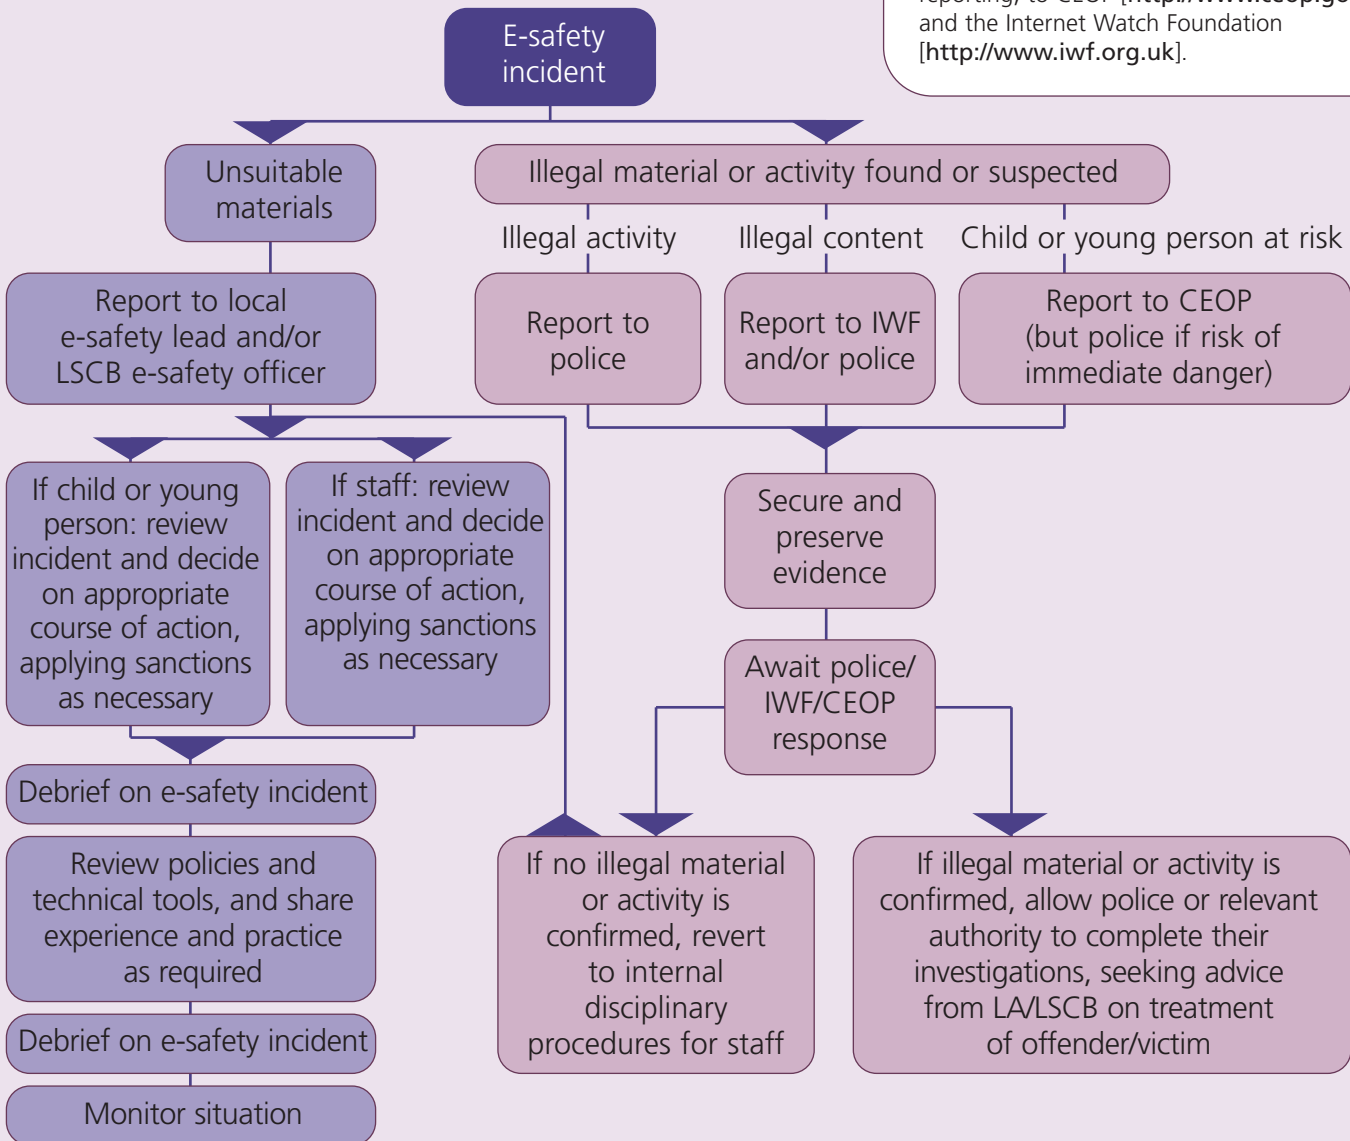 and the Internet Watch Foundation
[http://www.iwf.org.uk].
E-safety
incident
Unsuitable
materials
Illegal material or activity found or suspected
Illegal activity
Illegal content
Child or young person at risk
Report to local
e-safety lead and/or
LSCB e-safety officer
Report to
police
Report to IWF
and/or police
Report to CEOP
(but police if risk of
immediate danger)
If child or young
person: review
incident and decide
on appropriate
course of action,
applying sanctions
as necessary
If staff: review
incident and decide
on appropriate
course of action,
applying sanctions
as necessary
Secure and
preserve
evidence
Await police/
IWF/CEOP
response
Debrief on e-safety incident
Review policies and
technical tools, and share
experience and practice
as required
Debrief on e-safety incident
Monitor situation
If no illegal material
or activity is
confirmed, revert
to internal
disciplinary
procedures for staff
If illegal material or activity is
confirmed, allow police or relevant
authority to complete their
investigations, seeking advice
from LA/LSCB on treatment
of offender/victim